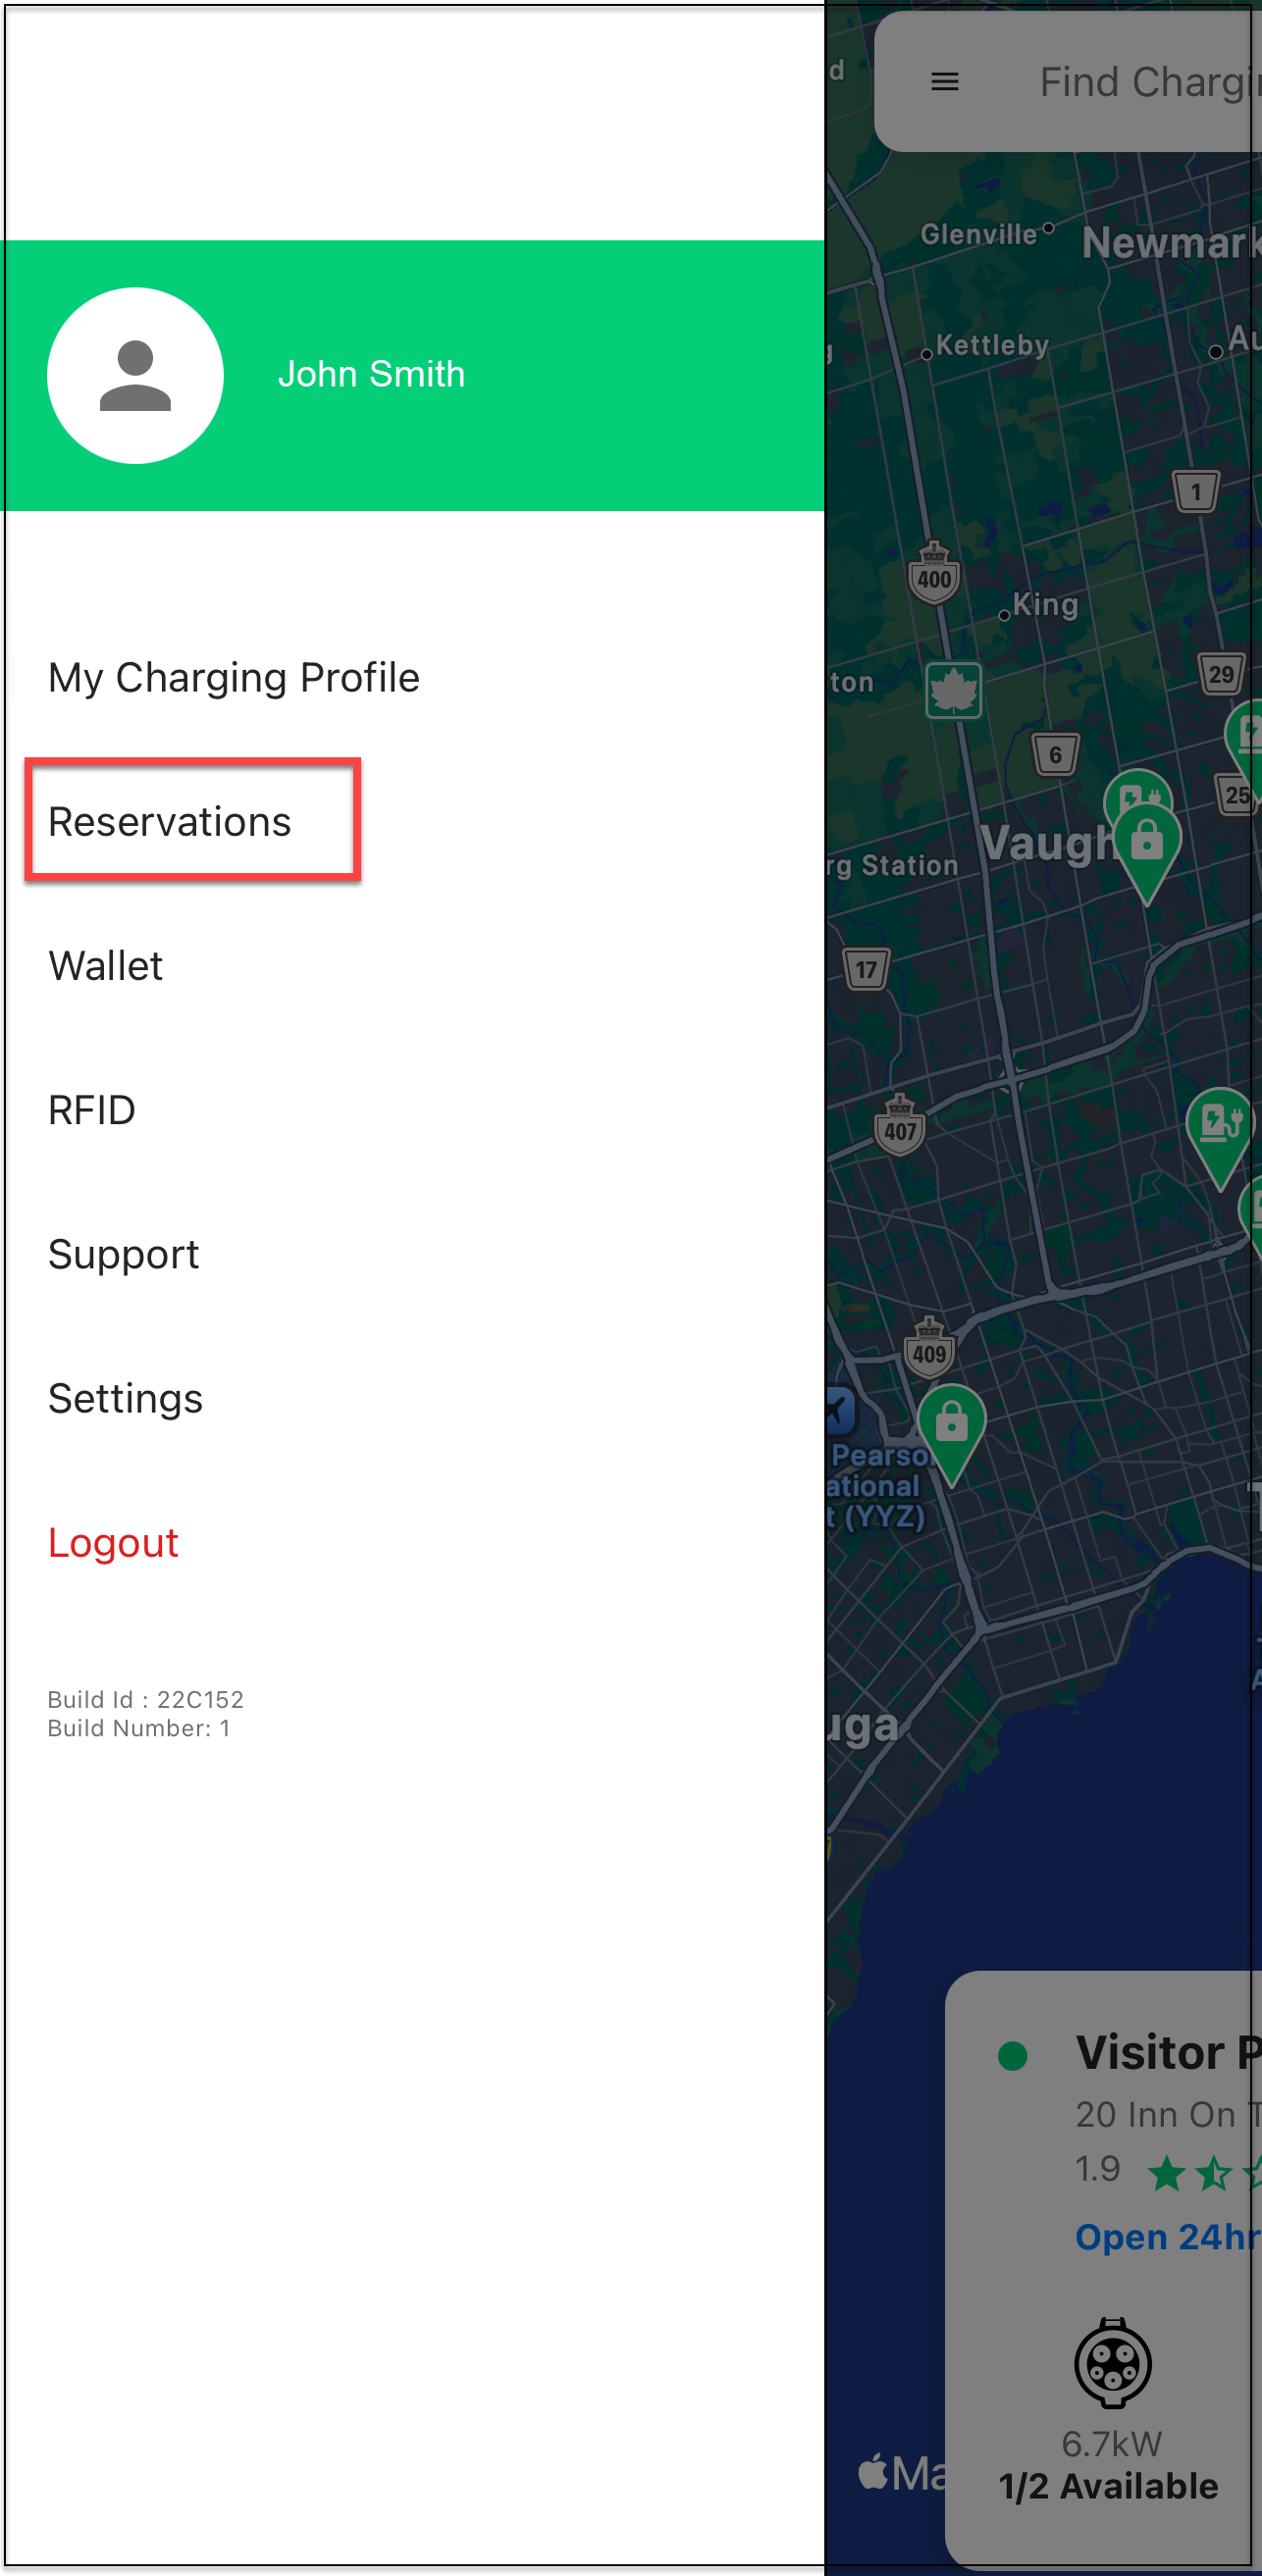 John Smith
My Charging Profile
Reservations
Wallet
RFID
Support
Settings
Logout
Build Id : 22C152
Build Number: 1
d
Find Chargi
Glenville
Newmark
Kettleby
Au
1
400
King
ton
29
6
25
Vaugh
rg Station
17
407
409
Pearso
ational
t (YYZ)
uga
Visitor P
20 Inn On T
1.9
Open 24hr
6.7kW
1/2 Available
Ma